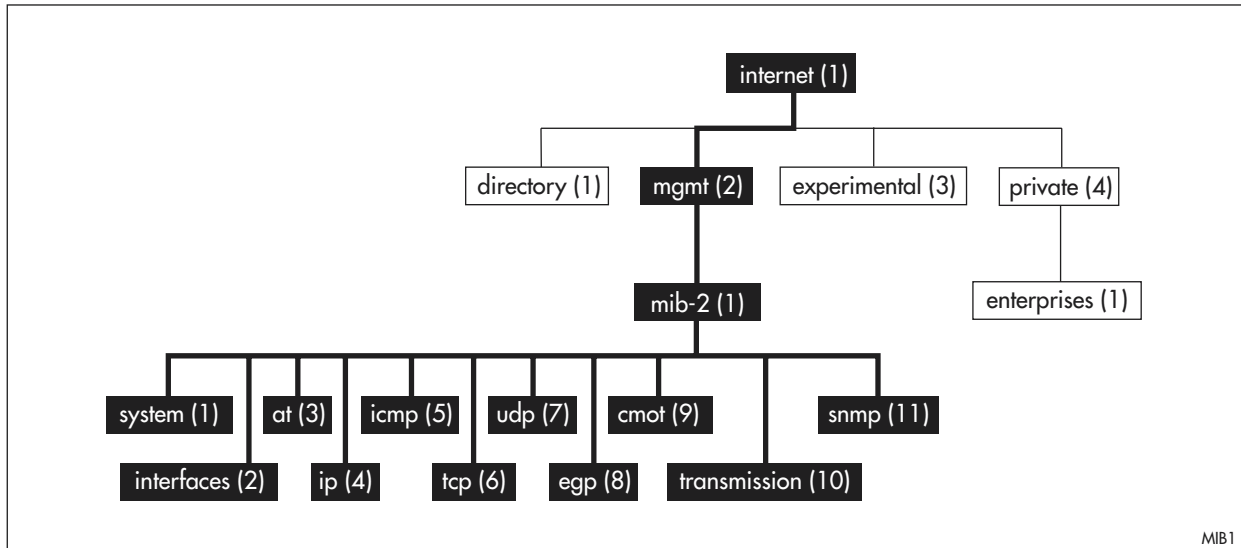 internet (1)
directory (1)
mgmt (2)
experimental (3)
private (4)
mib-2 (1)
enterprises (1)
system (1)
at (3)
icmp (5)
udp (7)
cmot (9)
snmp (11)
interfaces (2)
ip (4)
tcp (6)
egp (8)
transmission (10)
MIB1